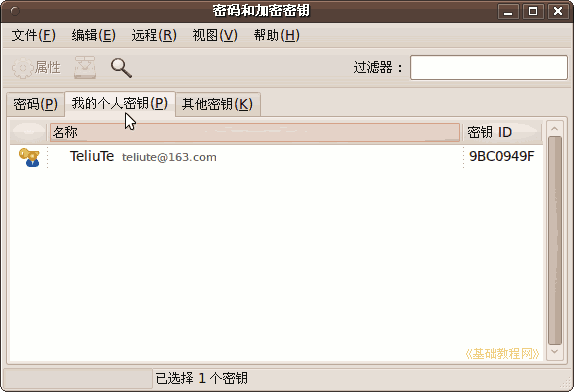 密码和加密密钥
文件(F) 编辑(E) 远程(R) 视图(V) 帮助(H)
属性 过滤器：
密码(P) 我的个人密钥(P) 其他密钥(K)
名称 密钥 ID
TeliuTe teliute@163.com 9BC0949F
《基础教程网》
已选择 1 个密钥